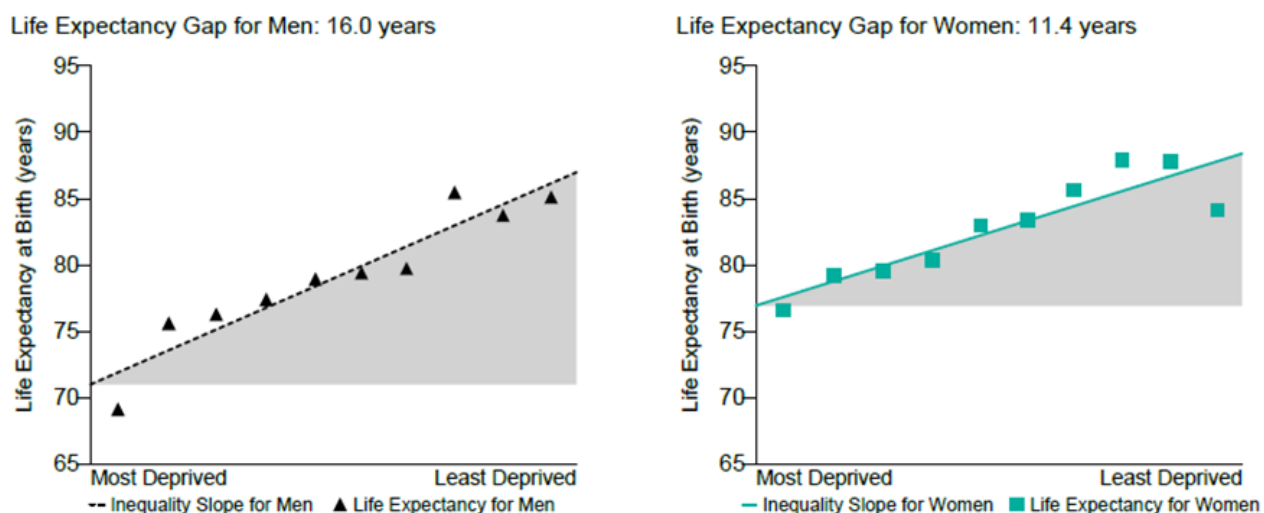 Life Expectancy Gap for Men: 16.0 years
95
90
85
80
75
70
65
Life Expectancy at Birth (years)
Most Deprived Least Deprived
Inequality Slope for Men Life Expectancy for Men
Life Expectancy Gap for Women: 11.4 years
95
90
85
80
75
70
65
Life Expectancy at Birth (years)
Most Deprived Least Deprived
Inequality Slope for Women Life Expectancy for Women